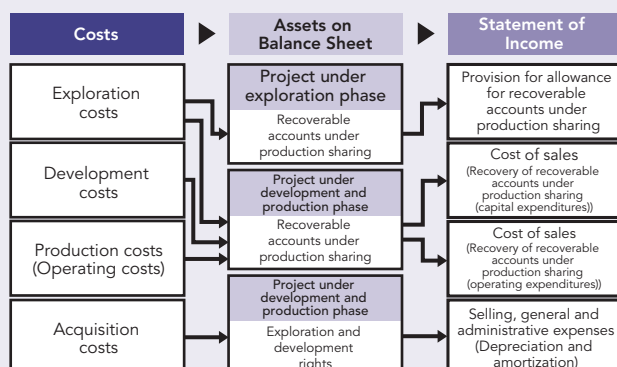 Costs
Assets on
Balance Sheet
Statement of
Income
Exploration
costs
Development
costs
Production costs
(Operating costs)
Acquisition
costs
Project under
exploration phase
Recoverable
accounts under
production sharing
Project under
development and
production phase
Recoverable
accounts under
production sharing
Project under
development and
production phase
Exploration and
development
rights
Provision for allowance
for recoverable
accounts under
production sharing
Cost of sales
(Recovery of recoverable
accounts under
production sharing
(capital expenditures))
Cost of sales
(Recovery of recoverable
accounts under
production sharing
(operating expenditures))
Selling, general and
administrative expenses
(Depreciation and
amortization)